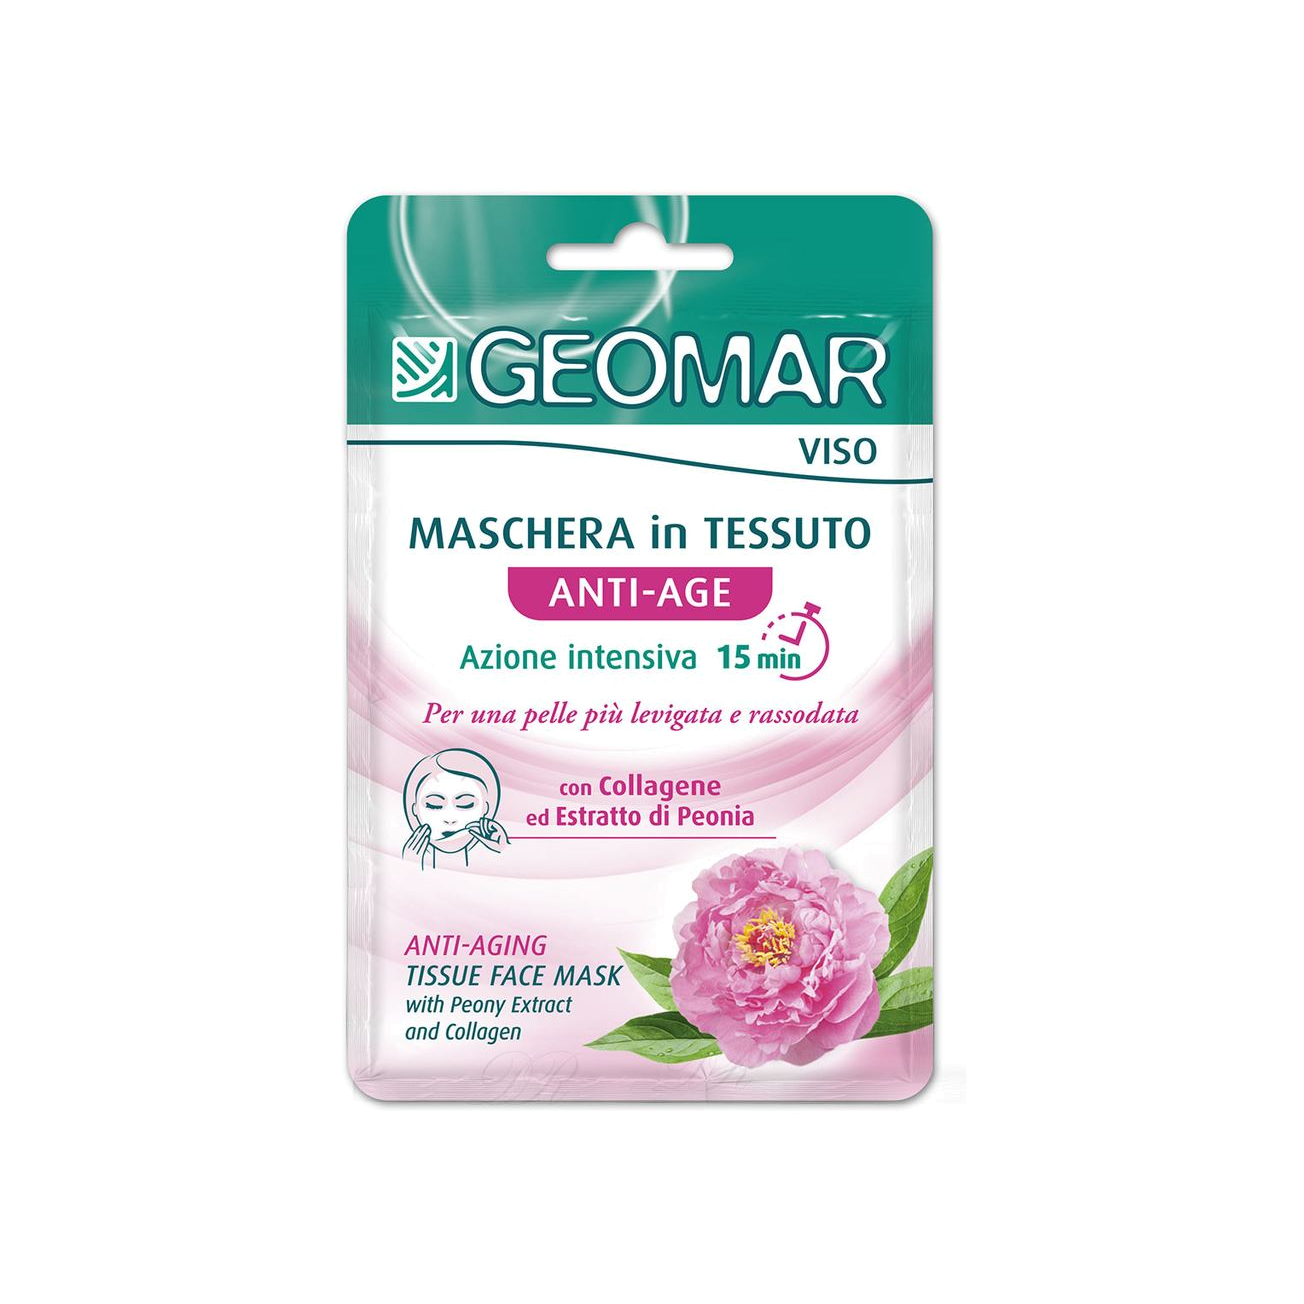 GEOMAR
VISO
MASCHERA in TESSUTO
ANTI-AGE
Azione intensiva 15 min
Per una pelle più levigata e rassodata
con Collagene
ed Estratto di Peonia
ANTI-AGING
TISSUE FACE MASK
with Peony Extract
and Collagen